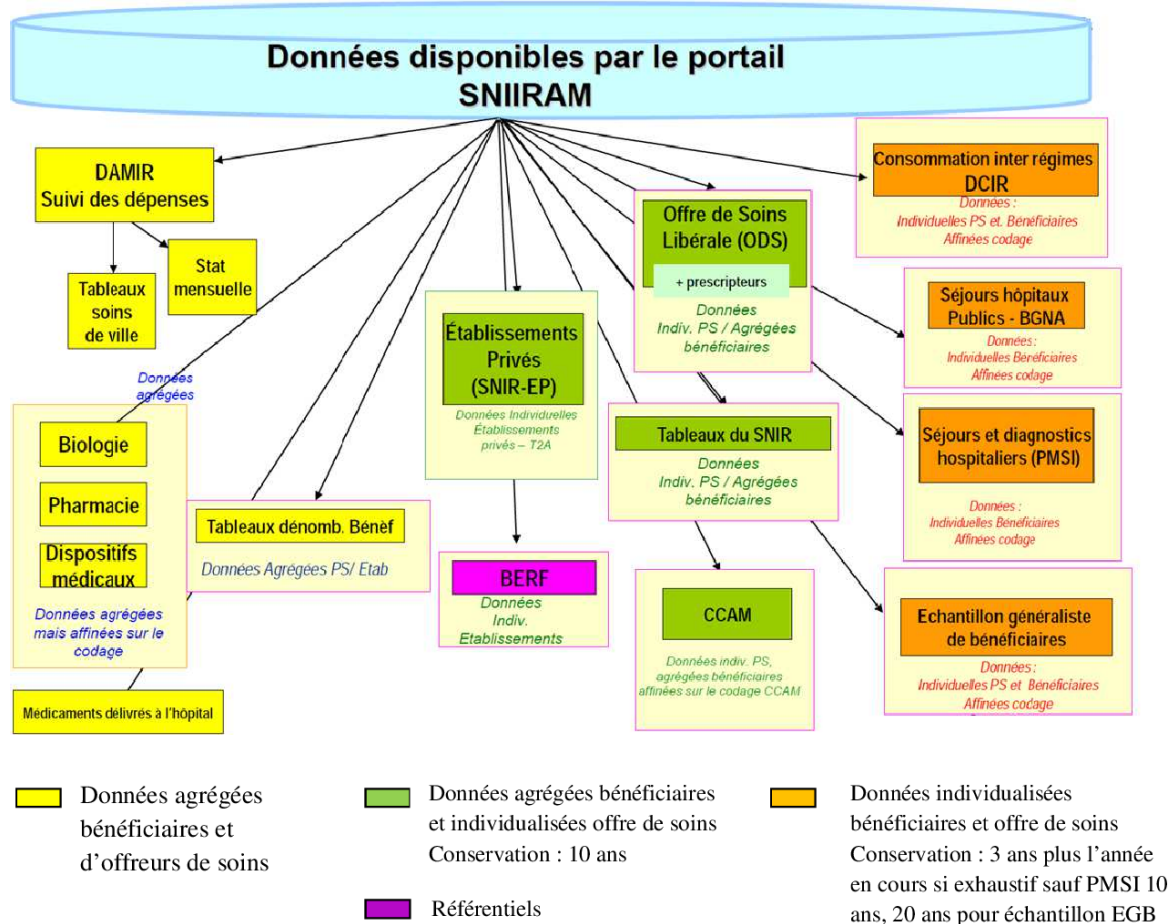 Données disponibles par le portail
SNIIRAM
DAMIR
Suivi des dépenses
Tableaux
soins
de ville
Stat
mensuelle
Données
agrégées
Biologie
Pharmacie
Dispositifs
médicaux
Données agrégées
mais affinées sur le
codage
Médicaments délivrés à l'hôpital
Tableaux dénomb. Bénéf
Données Agrégées PS/ Etab
Établissements
Privés
(SNIR-EP)
Données Individuelles
Établissements
privés – T2A
BERF
Données
Indiv.
Etablissements
Offre de Soins
Libérale (ODS)
+ prescripteurs
Données
Indiv. PS / Agrégées
bénéficiaires
Tableaux du SNIR
Données
Indiv. PS / Agrégées
bénéficiaires
CCAM
Données indiv. PS,
agrégées bénéficiaires
affinées sur le codage CCAM
Consommation inter régimes
DCIR
Données :
Individuelles PS et. Bénéficiaires
Affinées codage
Séjours hôpitaux
Publics - BGNA
Données :
Individuelles Bénéficiaires
Affinées codage
Séjours et diagnostics
hospitaliers (PMSI)
Données :
Individuelles Bénéficiaires
Affinées codage
Echantillon généraliste
de bénéficiaires
Données :
Individuelles PS et Bénéficiaires
Affinées codage
Données agrégées
bénéficiaires et
d'offreurs de soins
Données agrégées bénéficiaires
et individualisées offre de soins
Conservation : 10 ans
Référentiels
Données individualisées
bénéficiaires et offre de soins
Conservation : 3 ans plus l'année
en cours si exhaustif sauf PMSI 10
ans, 20 ans pour échantillon EGB